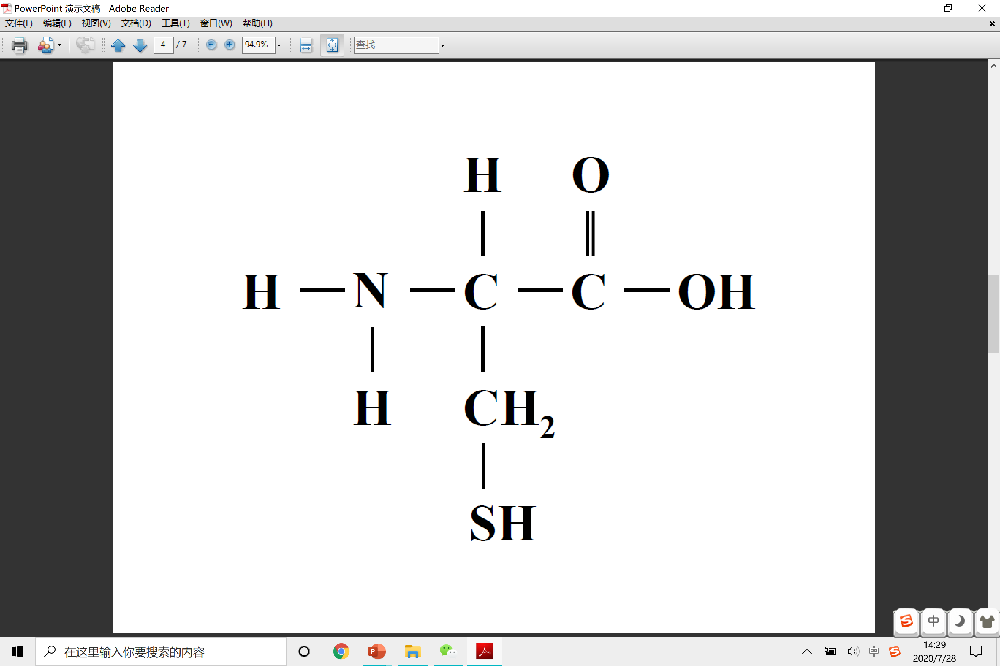 PowerPoint 演示文稿 - Adobe Reader
文件(F) 编辑(E) 视图(V) 文档(D) 工具(T) 窗口(W) 帮助(H)
4 / 7 94.9% 查找
H O
H N C C OH
H CH₂
SH
中
在这里输入你要搜索的内容
P
中
14:29
2020/7/28